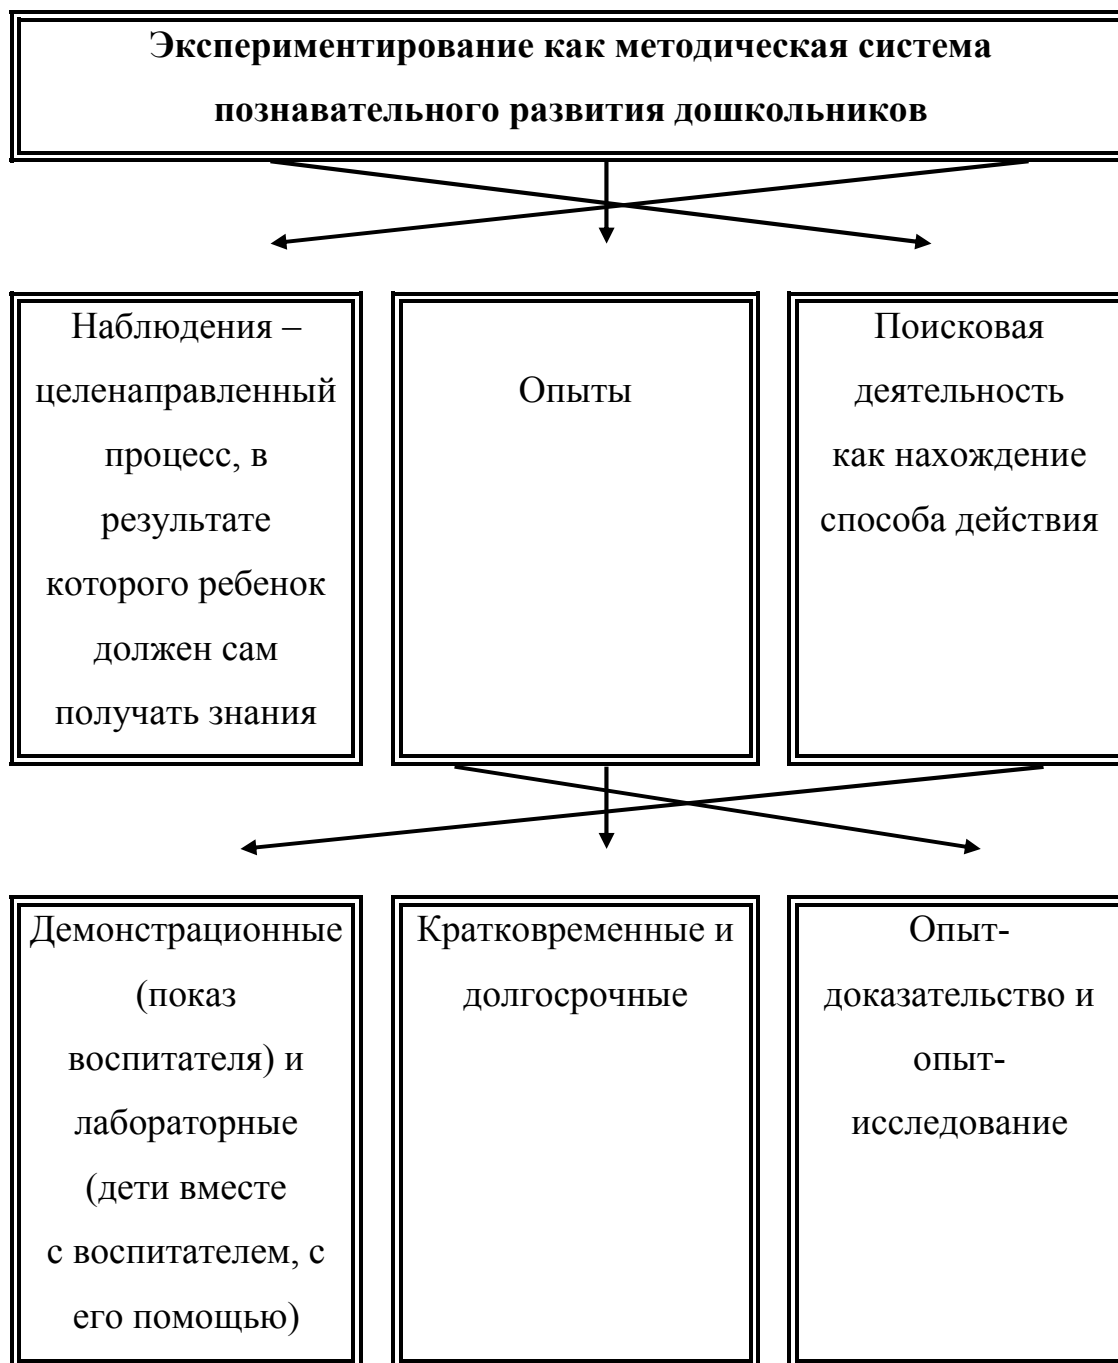 Экспериментирование как методическая система
познавательного развития дошкольников
Наблюдения –
целенаправленный
процесс, в
результате
которого ребенок
должен сам
получать знания
Опыты
Поисковая
деятельность
как нахождение
способа действия
Демонстрационные
(показ
воспитателя) и
лабораторные
(дети вместе
с воспитателем, с
его помощью)
Кратковременные и
долгосрочные
Опыт-
доказательство и
опыт-
исследование